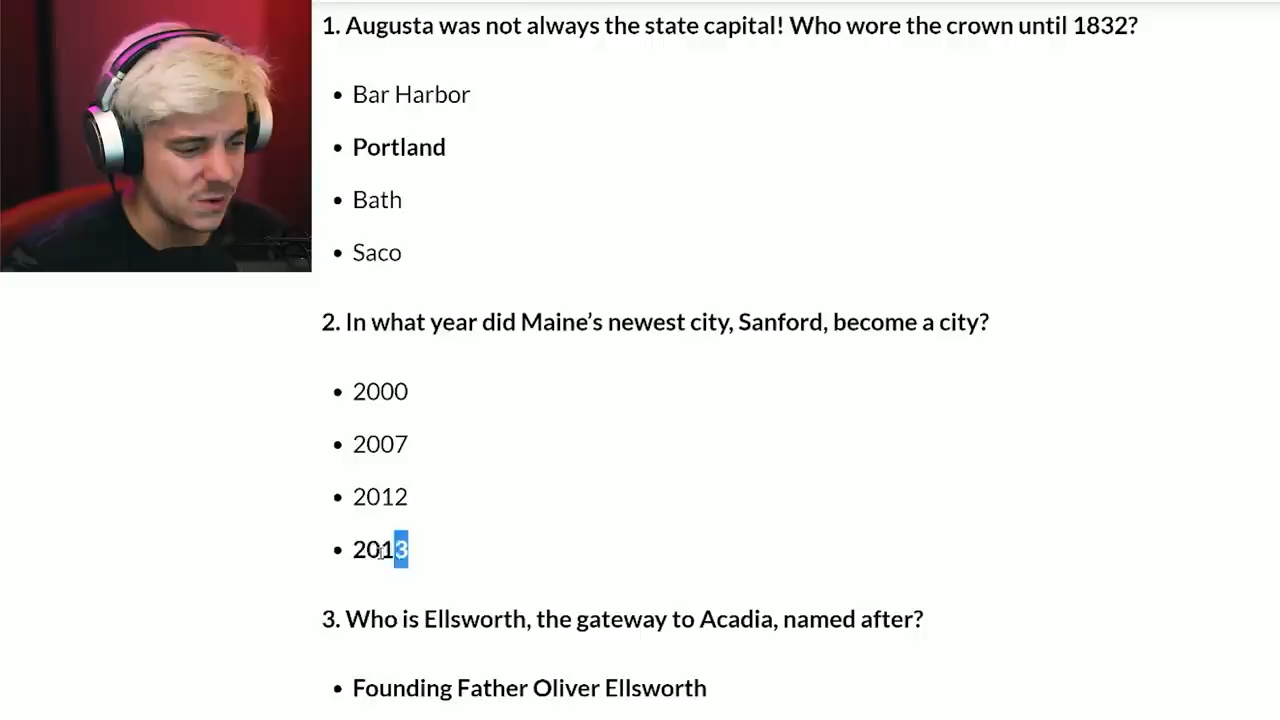 1. Augusta was not always the state capital! Who wore the crown until 1832?
• Bar Harbor
• Portland
• Bath
• Saco
2. In what year did Maine’s newest city, Sanford, become a city?
• 2000
• 2007
• 2012
• 2013
3. Who is Ellsworth, the gateway to Acadia, named after?
• Founding Father Oliver Ellsworth